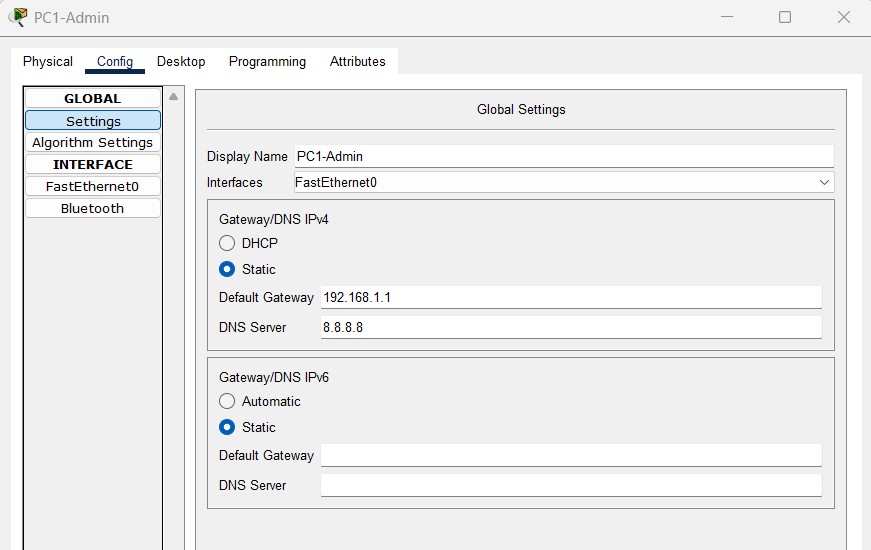 PC1-Admin
Physical Config Desktop Programming Attributes
GLOBAL
Settings
Algorithm Settings
INTERFACE
FastEthernet0
Bluetooth
Global Settings
Display Name PC1-Admin
Interfaces FastEthernet0
Gateway/DNS IPv4
DHCP
Static
Default Gateway 192.168.1.1
DNS Server 8.8.8.8
Gateway/DNS IPv6
Automatic
Static
Default Gateway
DNS Server